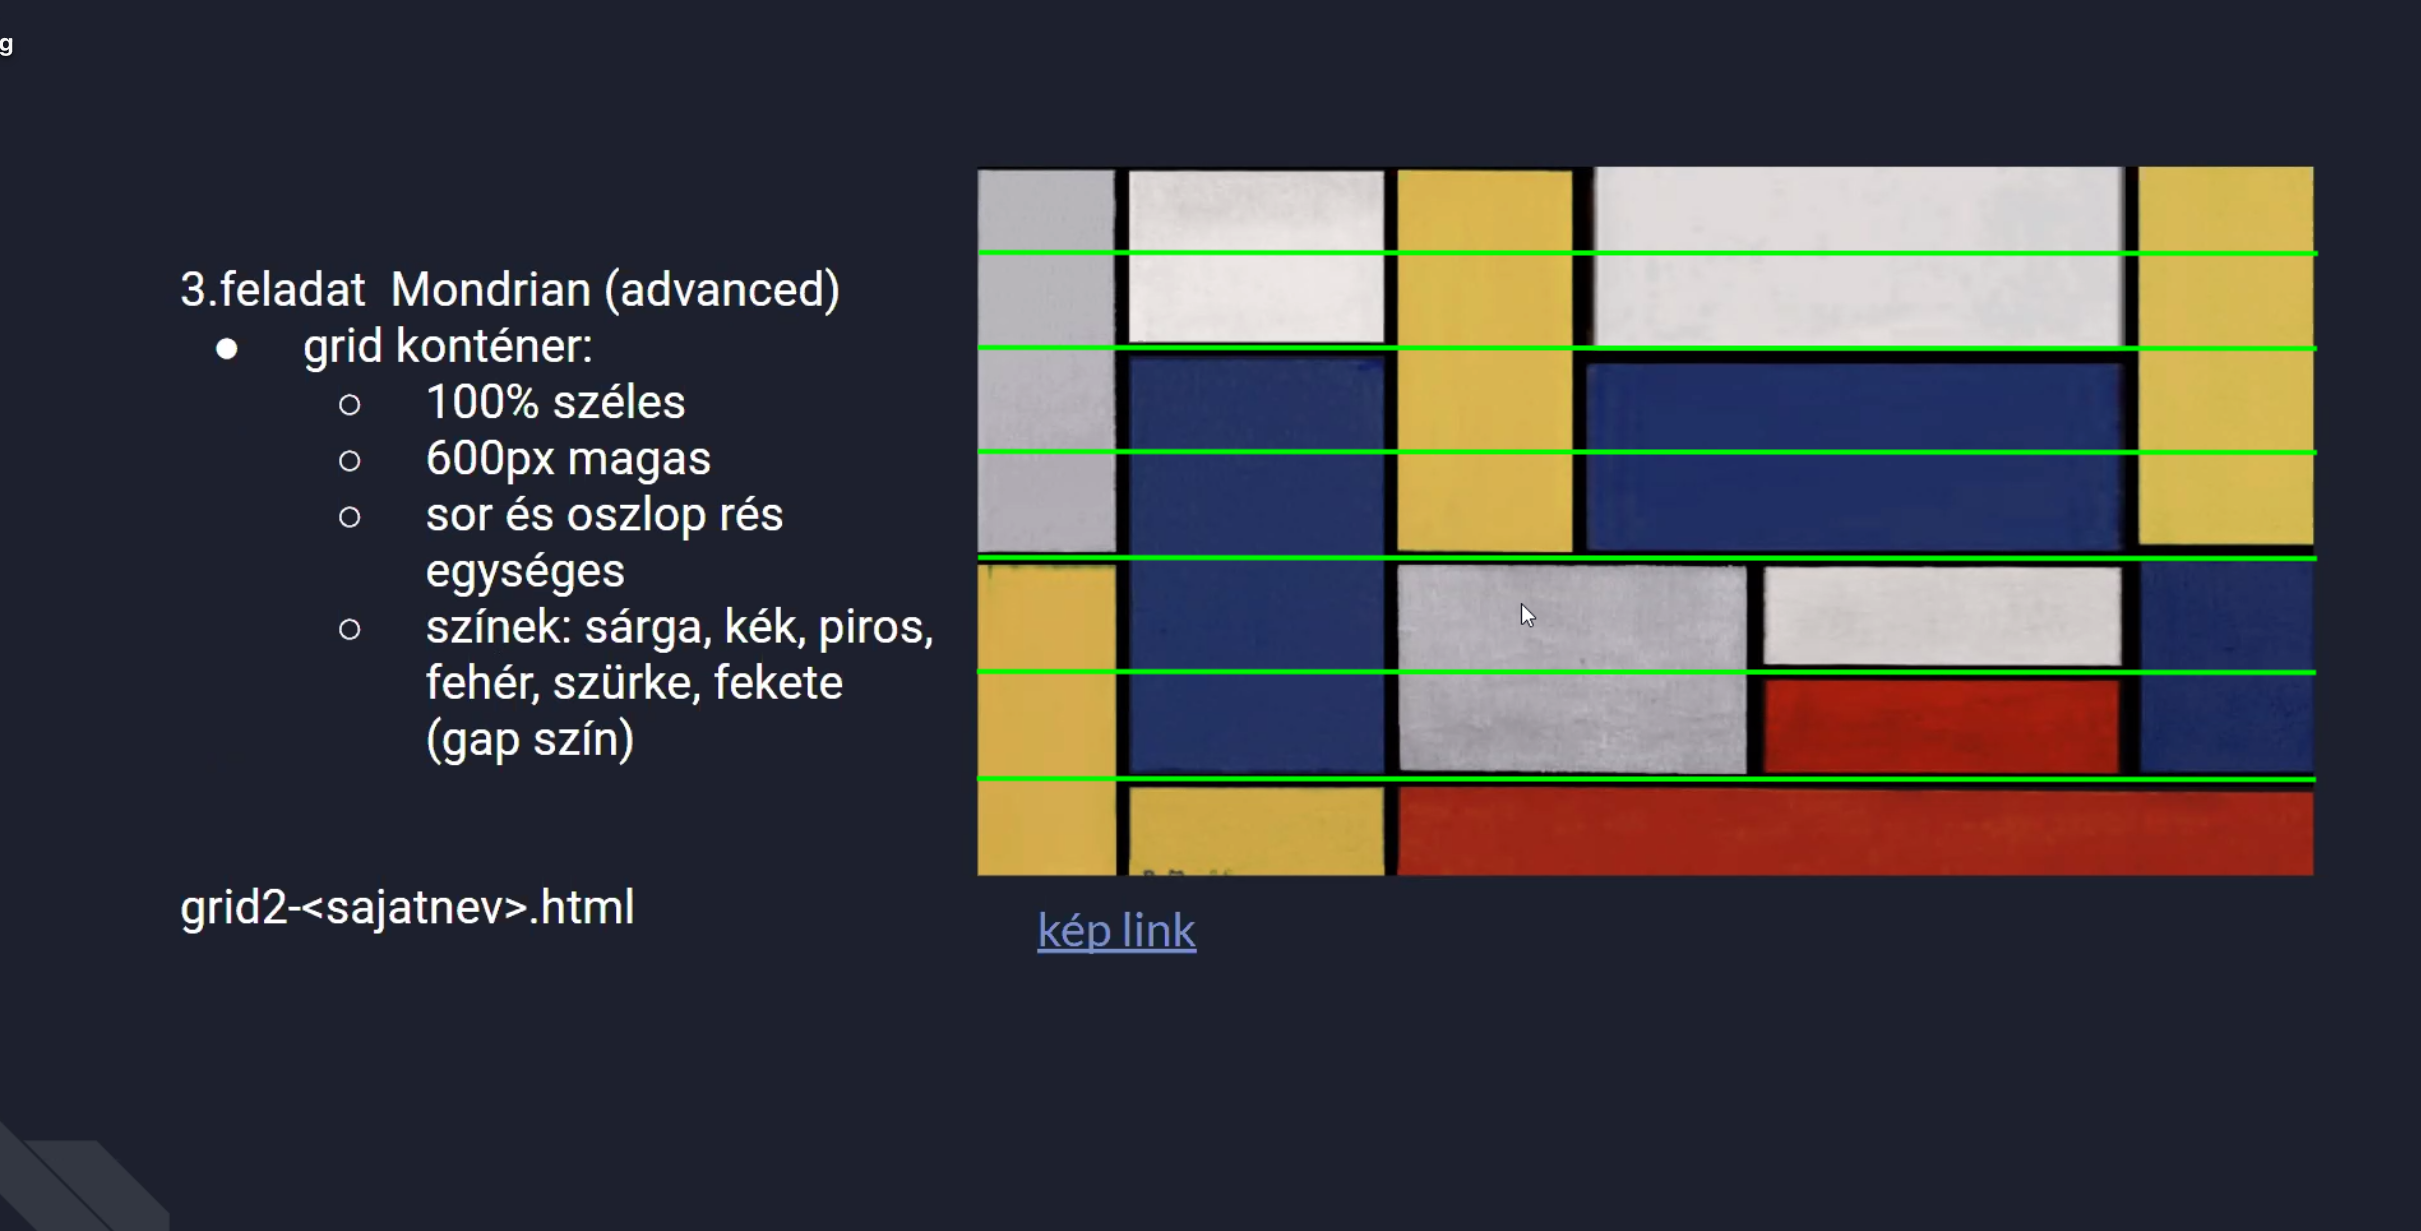 g
3.feladat Mondrian (advanced)
● grid konténer:
○ 100% széles
○ 600px magas
○ sor és oszlop rés
egységes
○ színek: sárga, kék, piros,
fehér, szürke, fekete
(gap szín)
grid2-<sajatnev>.html
kép link